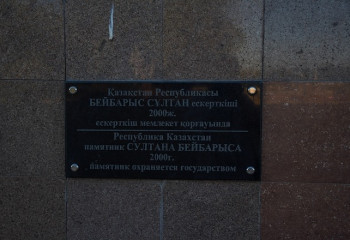 Қазақстан Республикасы
БЕЙБАРЫС СҰЛТАН ескерткіші
2000ж.
ескерткіш мемлекет қорғауында
Республика Казахстан
памятник СУЛТАНА БЕЙБАРЫСА
2000г.
памятник охраняется государством